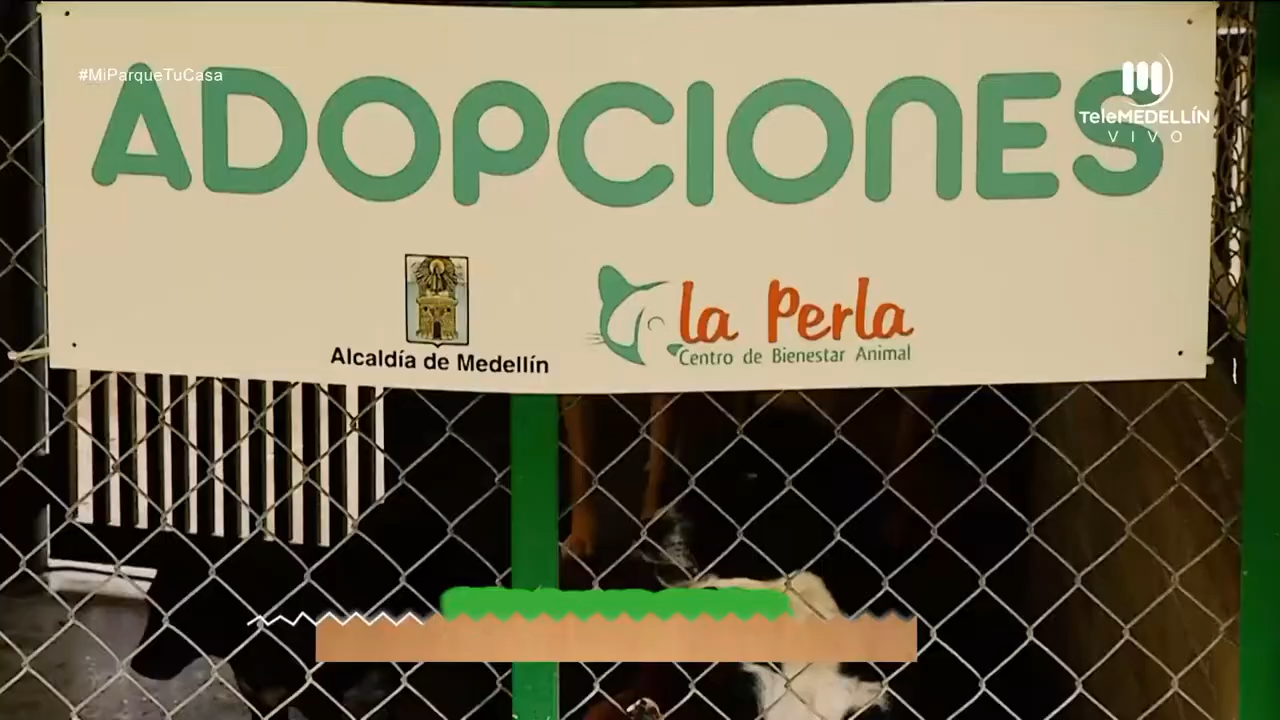 #MiParqueTuCasa
TeleMEDELLÍN
VIVO
ADOPCIONES
Alcaldía de Medellín
la Perla
Centro de Bienestar Animal